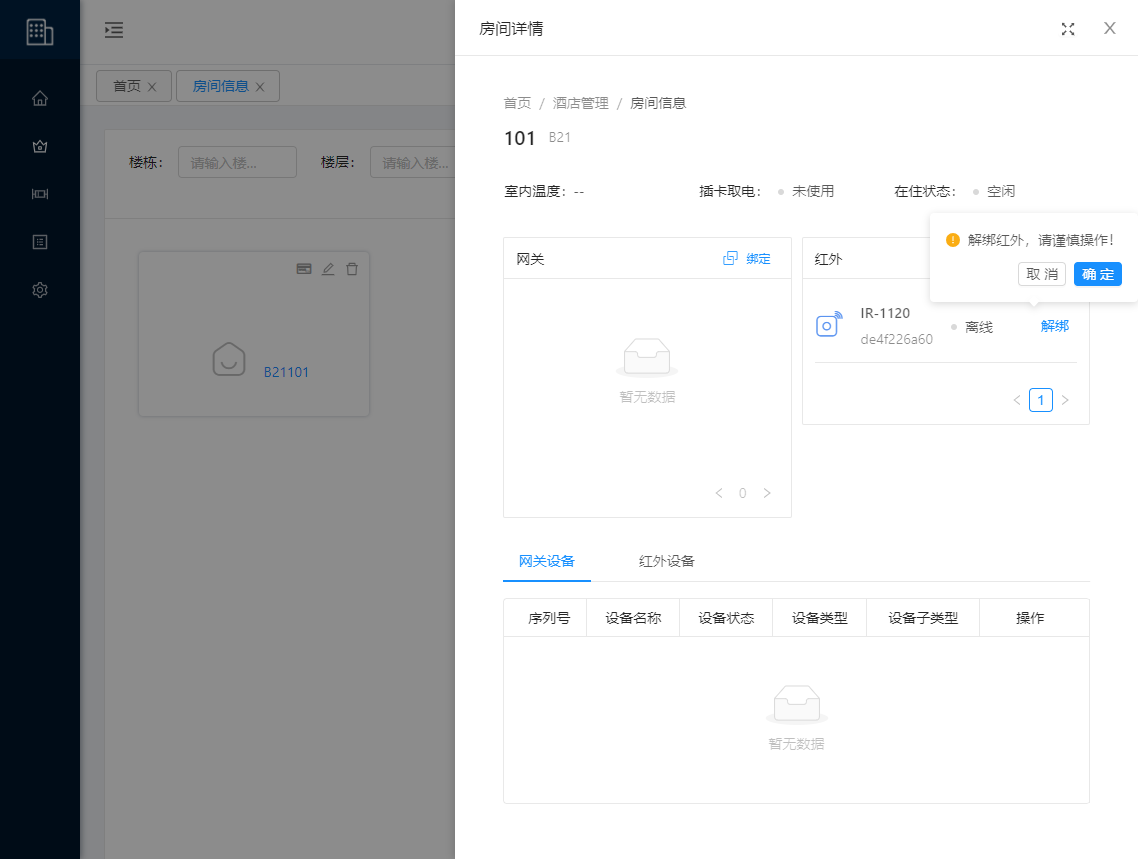 房间详情
首页 房间信息
首页 / 酒店管理 / 房间信息
101 B21
楼栋： 请输入楼... 楼层： 请输入楼...
室内温度：-- 插卡取电： 未使用 在住状态： 空闲
解绑红外，请谨慎操作！
取 消 确 定
网关 绑定
红外
IR-1120
de4f226a60
离线
解绑
1
B21101
暂无数据
0
网关设备 红外设备
序列号 设备名称 设备状态 设备类型 设备子类型 操作
暂无数据